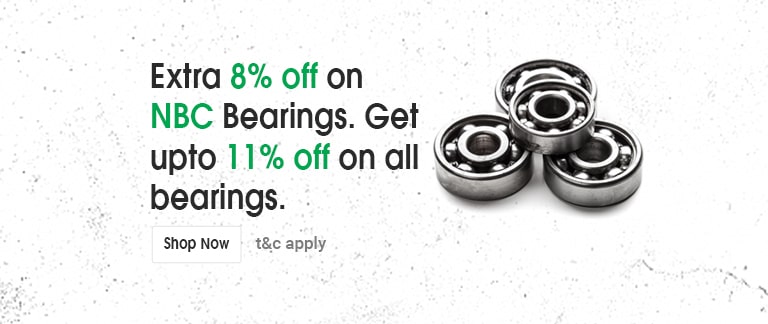 Extra 8% off on
NBC Bearings. Get
upto 11% off on all
bearings.
Shop Now t&c apply